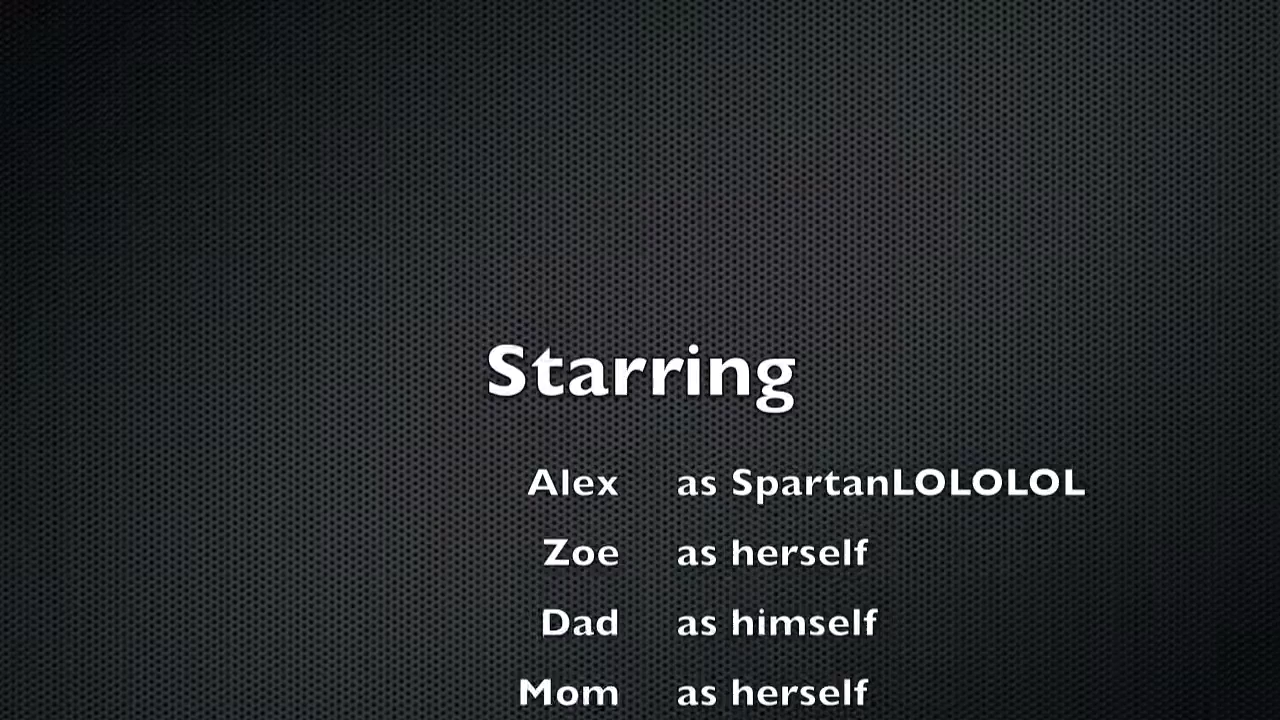 Starring
Alex as SpartanLOLOLOL
Zoe as herself
Dad as himself
Mom as herself